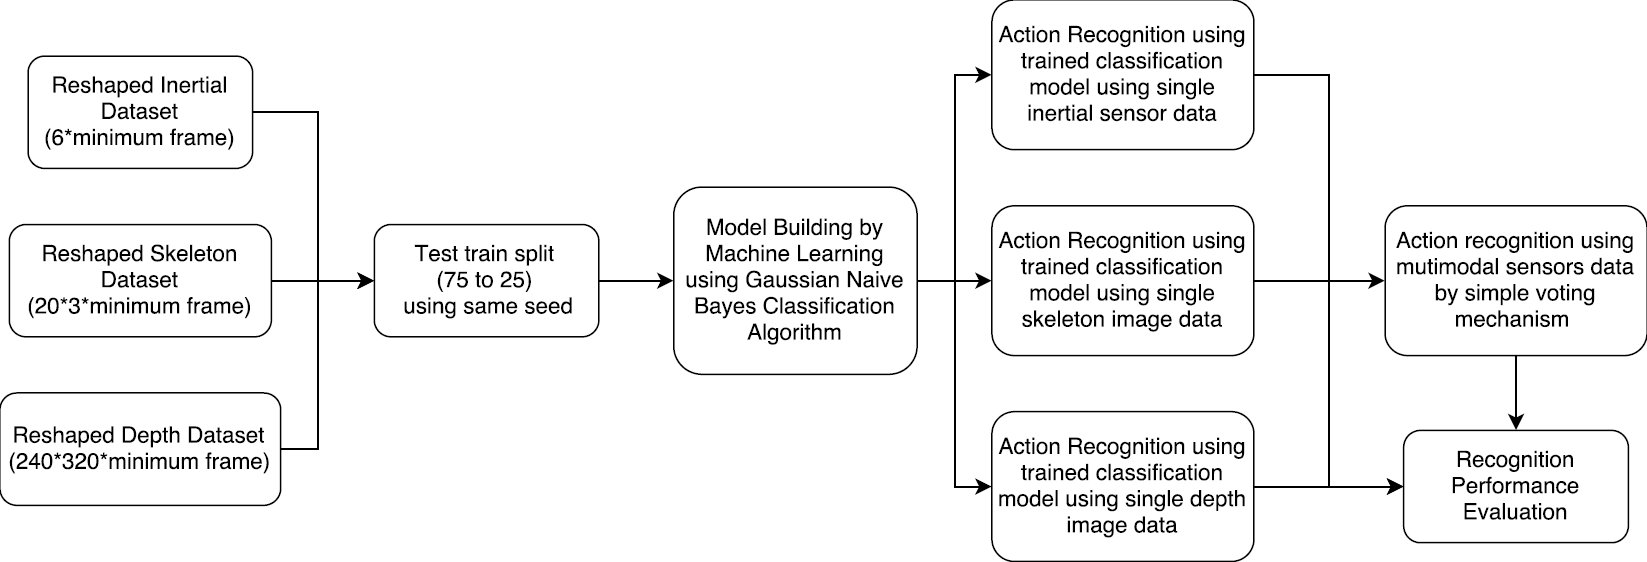 Reshaped Inertial
Dataset
(6*minimum frame)
Reshaped Skeleton
Dataset
(20*3*minimum frame)
Reshaped Depth Dataset
(240*320*minimum frame)
Test train split
(75 to 25)
using same seed
Model Building by
Machine Learning
using Gaussian Naive
Bayes Classification
Algorithm
Action Recognition using
trained classification
model using single
inertial sensor data
Action Recognition using
trained classification
model using single
skeleton image data
Action Recognition using
trained classification
model using single depth
image data
Action recognition using
mutimodal sensors data
by simple voting
mechanism
Recognition
Performance
Evaluation